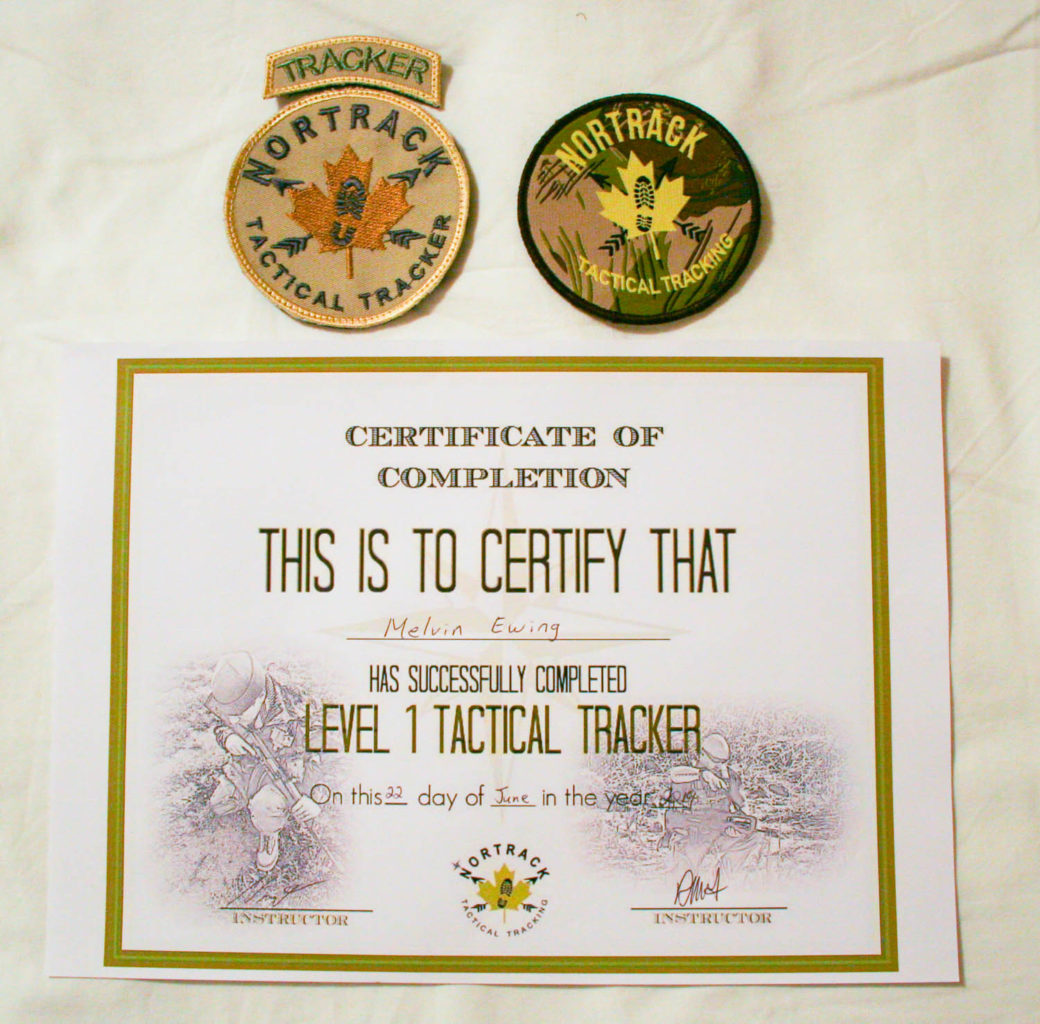 TRACKER
NORTRACK
TACTICAL TRACKER
NORTRACK
TACTICAL TRACKING
CERTIFICATE OF
COMPLETION
THIS IS TO CERTIFY THAT
Melvin Ewing
HAS SUCCESSFULLY COMPLETED
LEVEL 1 TACTICAL TRACKER
On this 22 day of June in the year 2019
NORTRACK
TACTICAL TRACKING
INSTRUCTOR
INSTRUCTOR